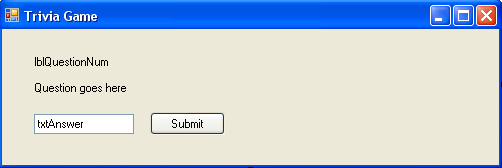 Trivia Game
lblQuestionNum
Question goes here
txtAnswer Submit